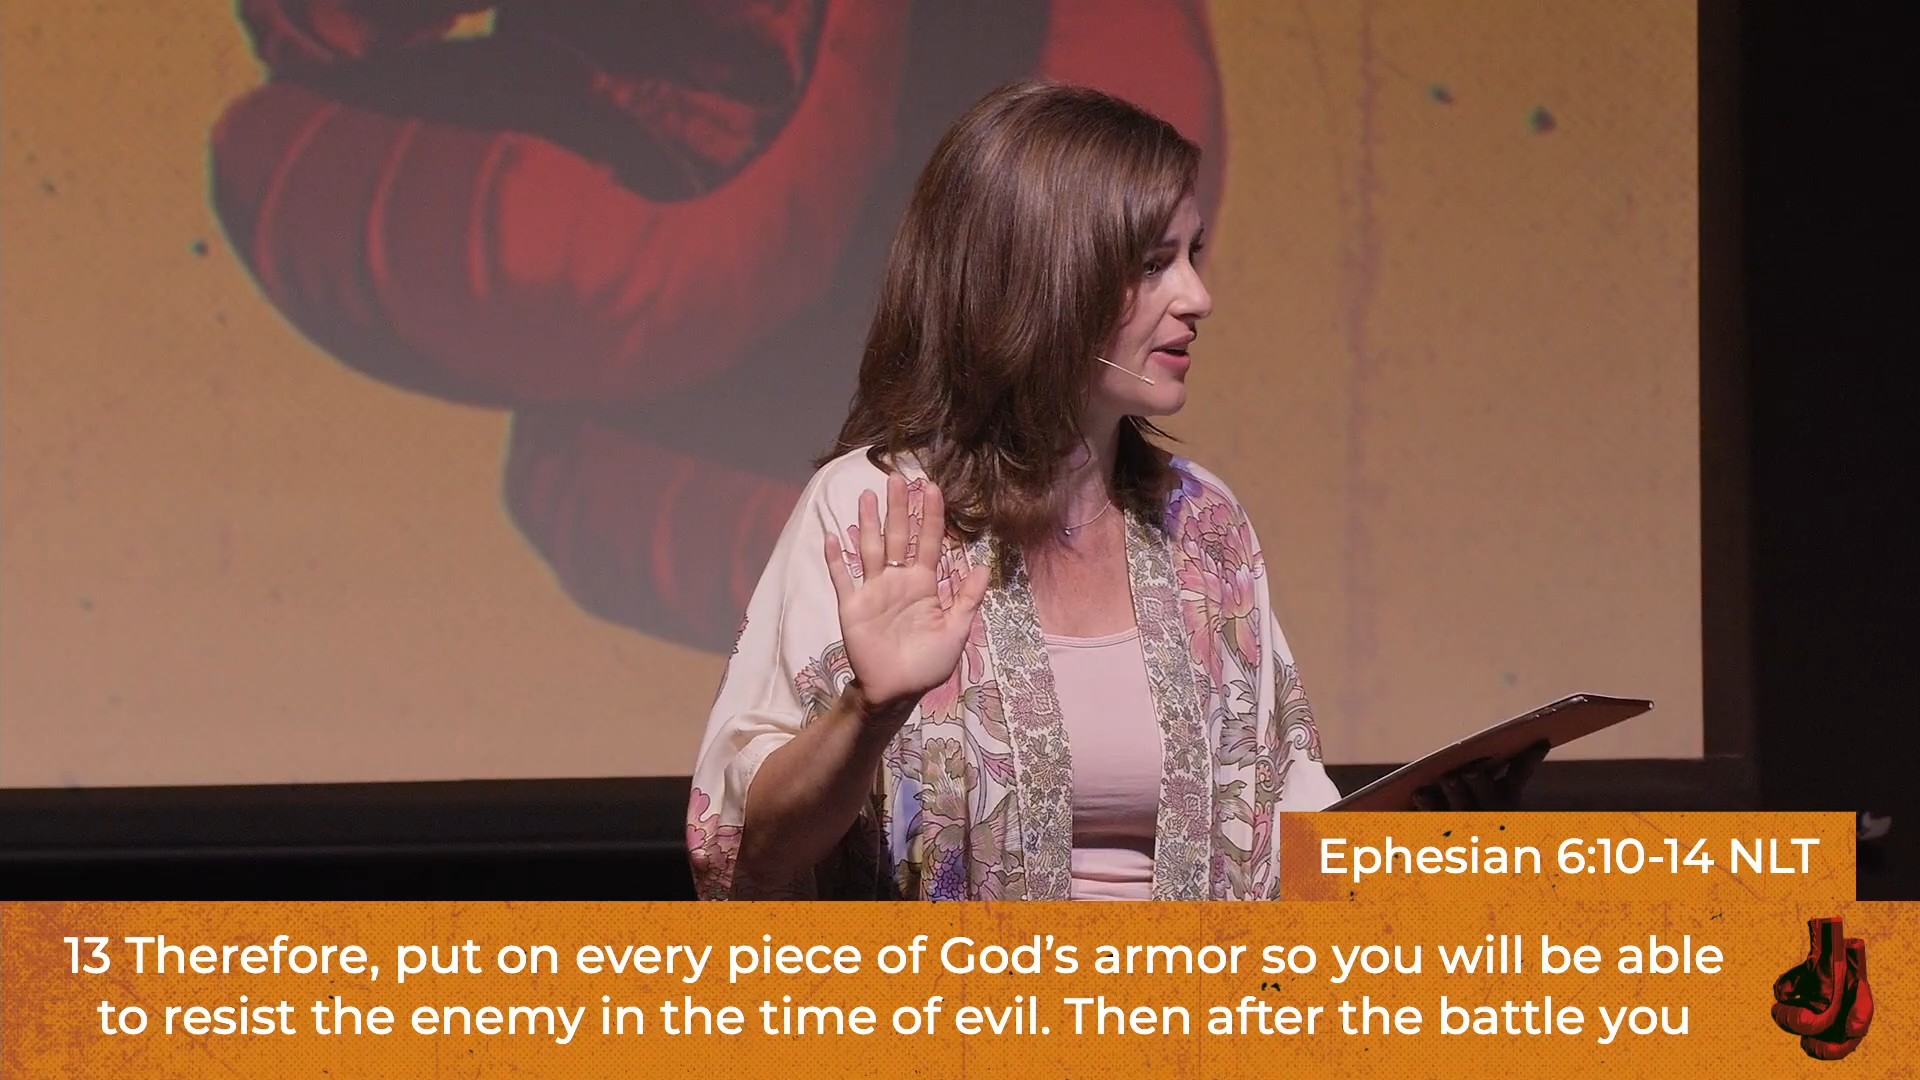 Ephesian 6:10-14 NLT
13 Therefore, put on every piece of God’s armor so you will be able
to resist the enemy in the time of evil. Then after the battle you